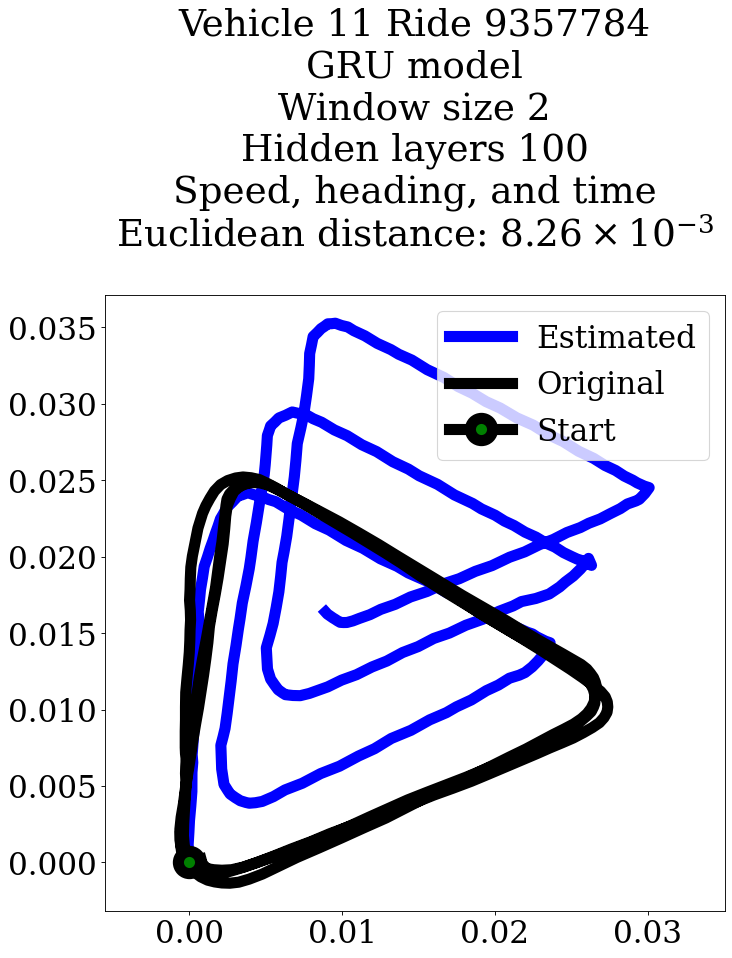 Vehicle 11 Ride 9357784
GRU model
Window size 2
Hidden layers 100
Speed, heading, and time
Euclidean distance: 8.26 × 10⁻³
Estimated
Original
Start
0.035
0.030
0.025
0.020
0.015
0.010
0.005
0.000
0.00 0.01 0.02 0.03